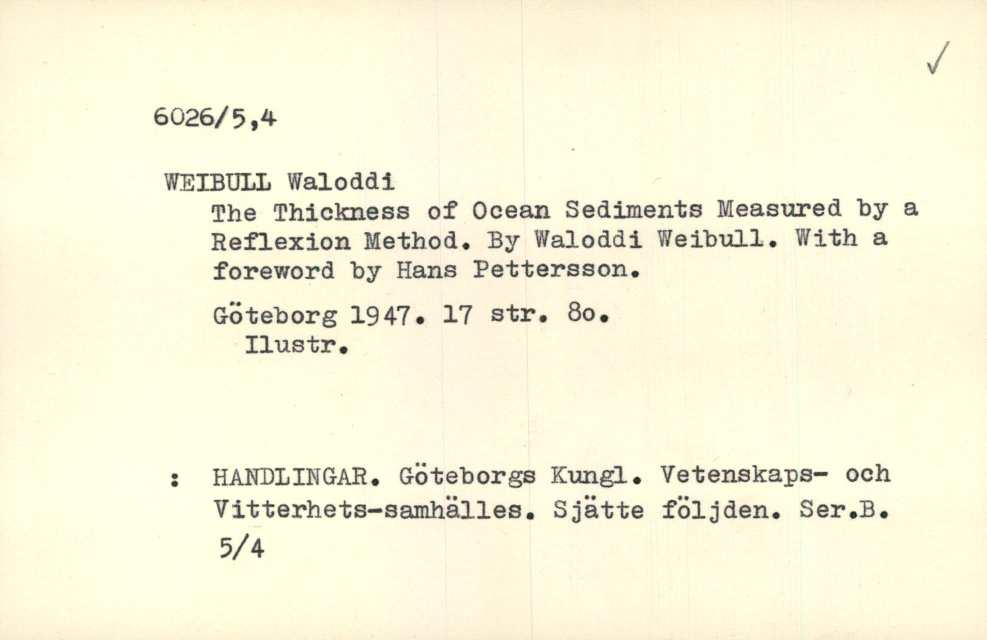 6026/5,4
WEIBULL Waloddi
The Thickness of Ocean Sediments Measured by a
Reflexion Method. By Waloddi Weibull. With a
foreword by Hans Pettersson.
Göteborg 1947. 17 str. 8o.
Ilustr.
: HANDLINGAR. Göteborgs Kungl. Vetenskaps- och
Vitterhets-samhälles. Sjätte följden. Ser.B.
5/4